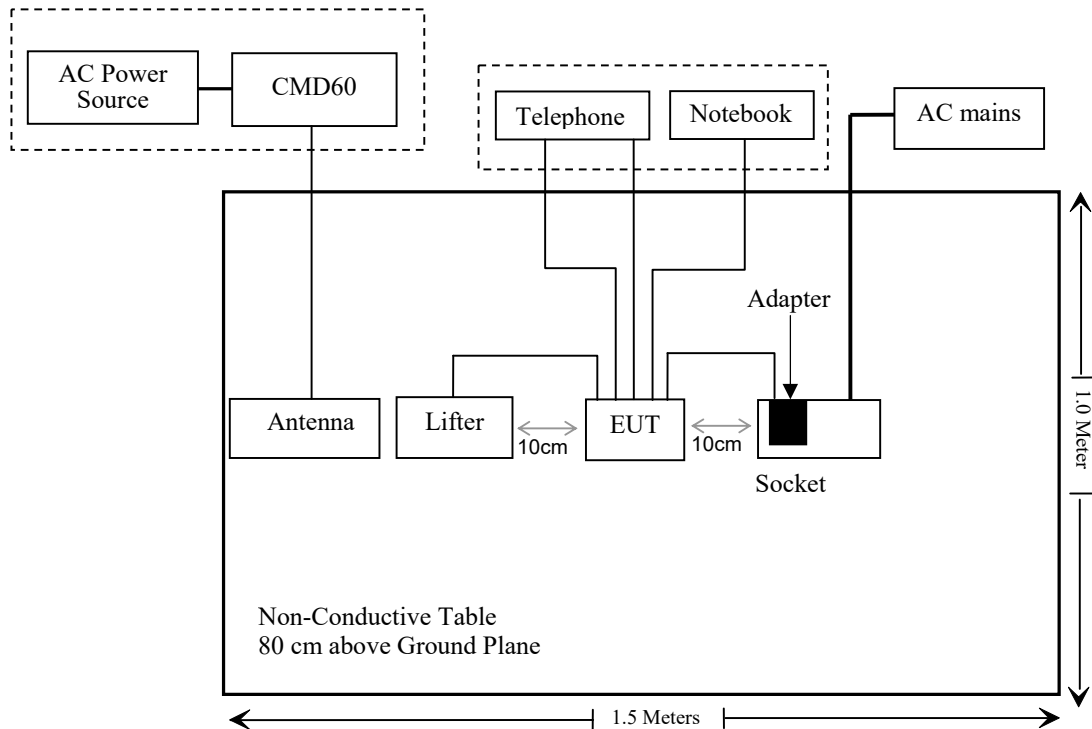 AC Power
Source
CMD60
Telephone
Notebook
AC mains
Adapter
Antenna
Lifter
10cm
EUT
10cm
Socket
1.0 Meter
Non-Conductive Table
80 cm above Ground Plane
1.5 Meters